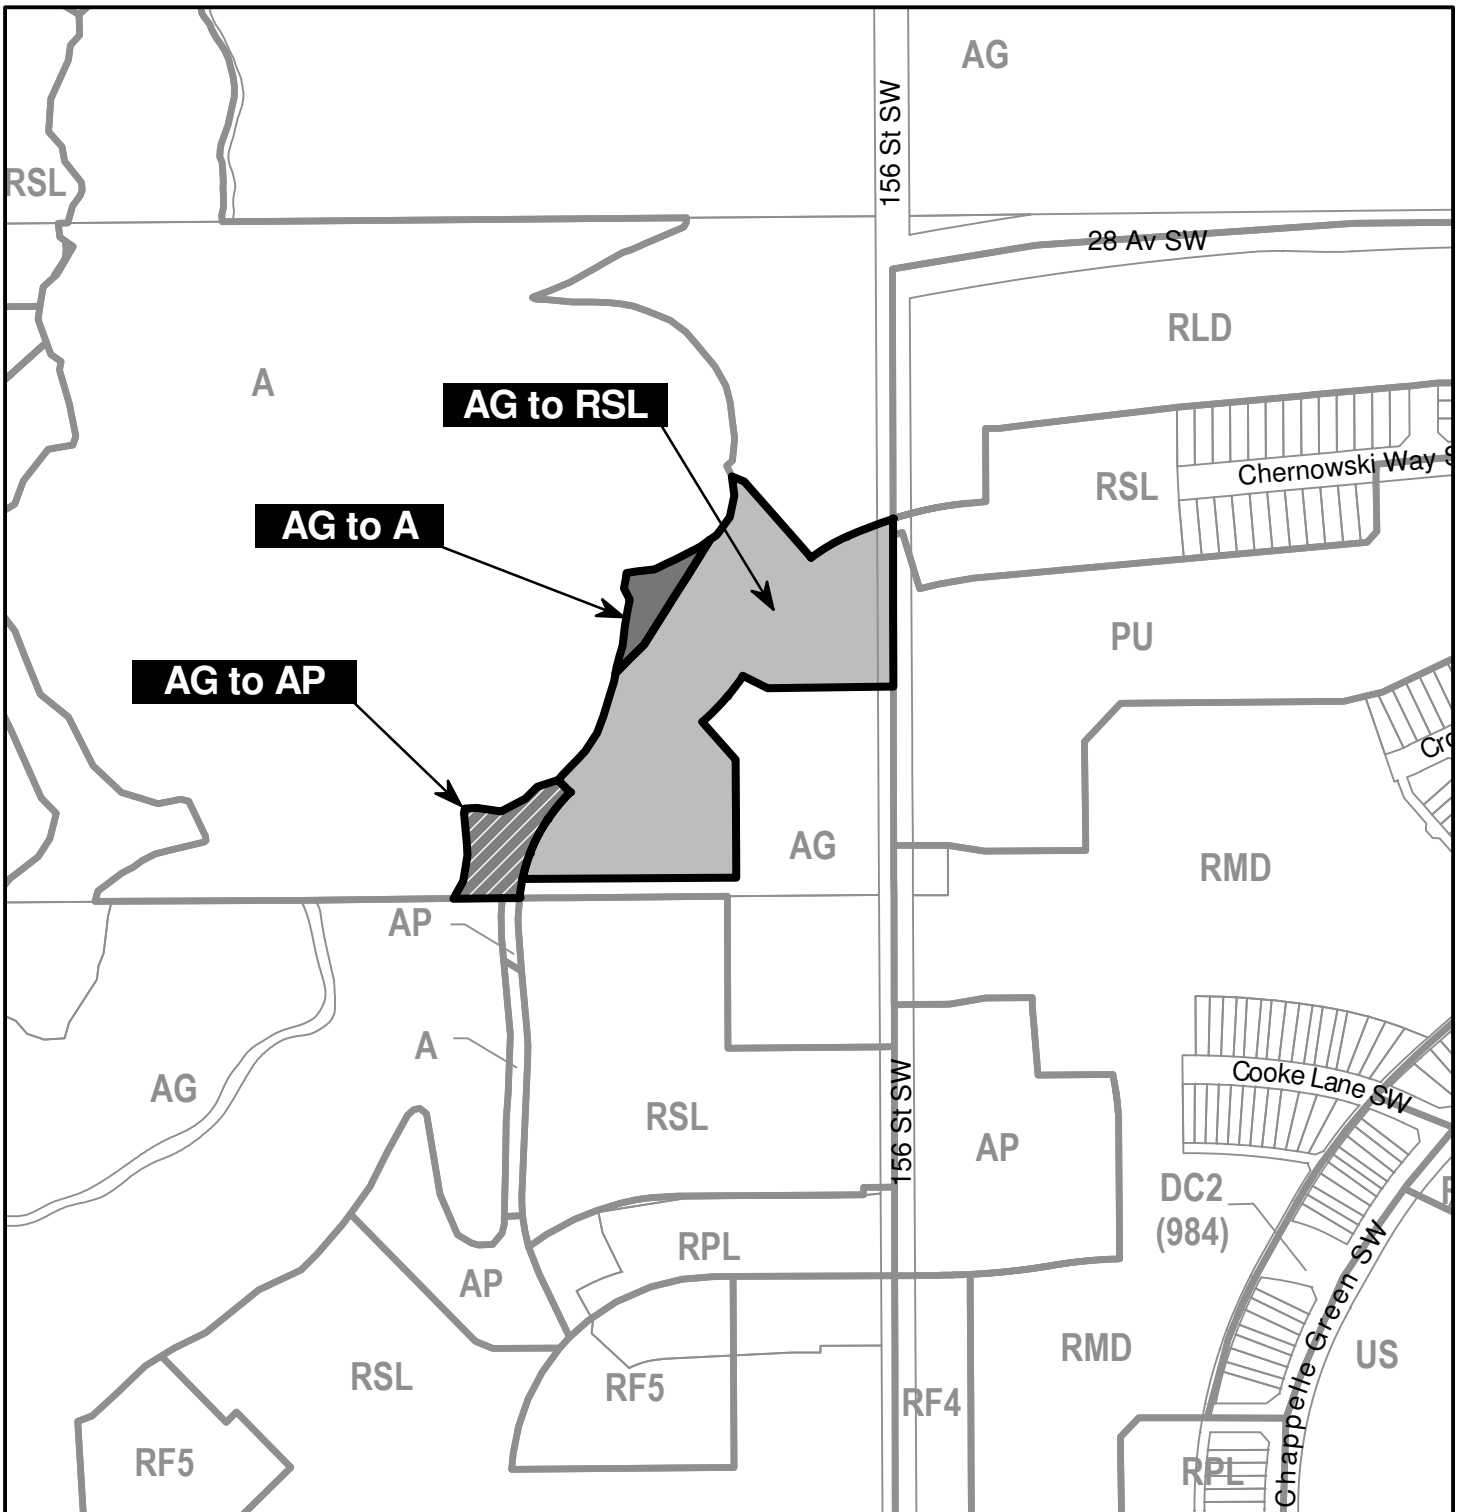 AG
156 St SW
RSL
28 Av SW
RLD
A
AG to RSL
Chernowski Way
RSL
AG to A
PU
AG to AP
AG
RMD
AP
A
AG
RSL
156 St SW
Cooke Lane SW
AP
DC2
(984)
RPL
AP
Chappelle Green SW
RMD
US
RSL
RF5
RF4
RF5
RPL